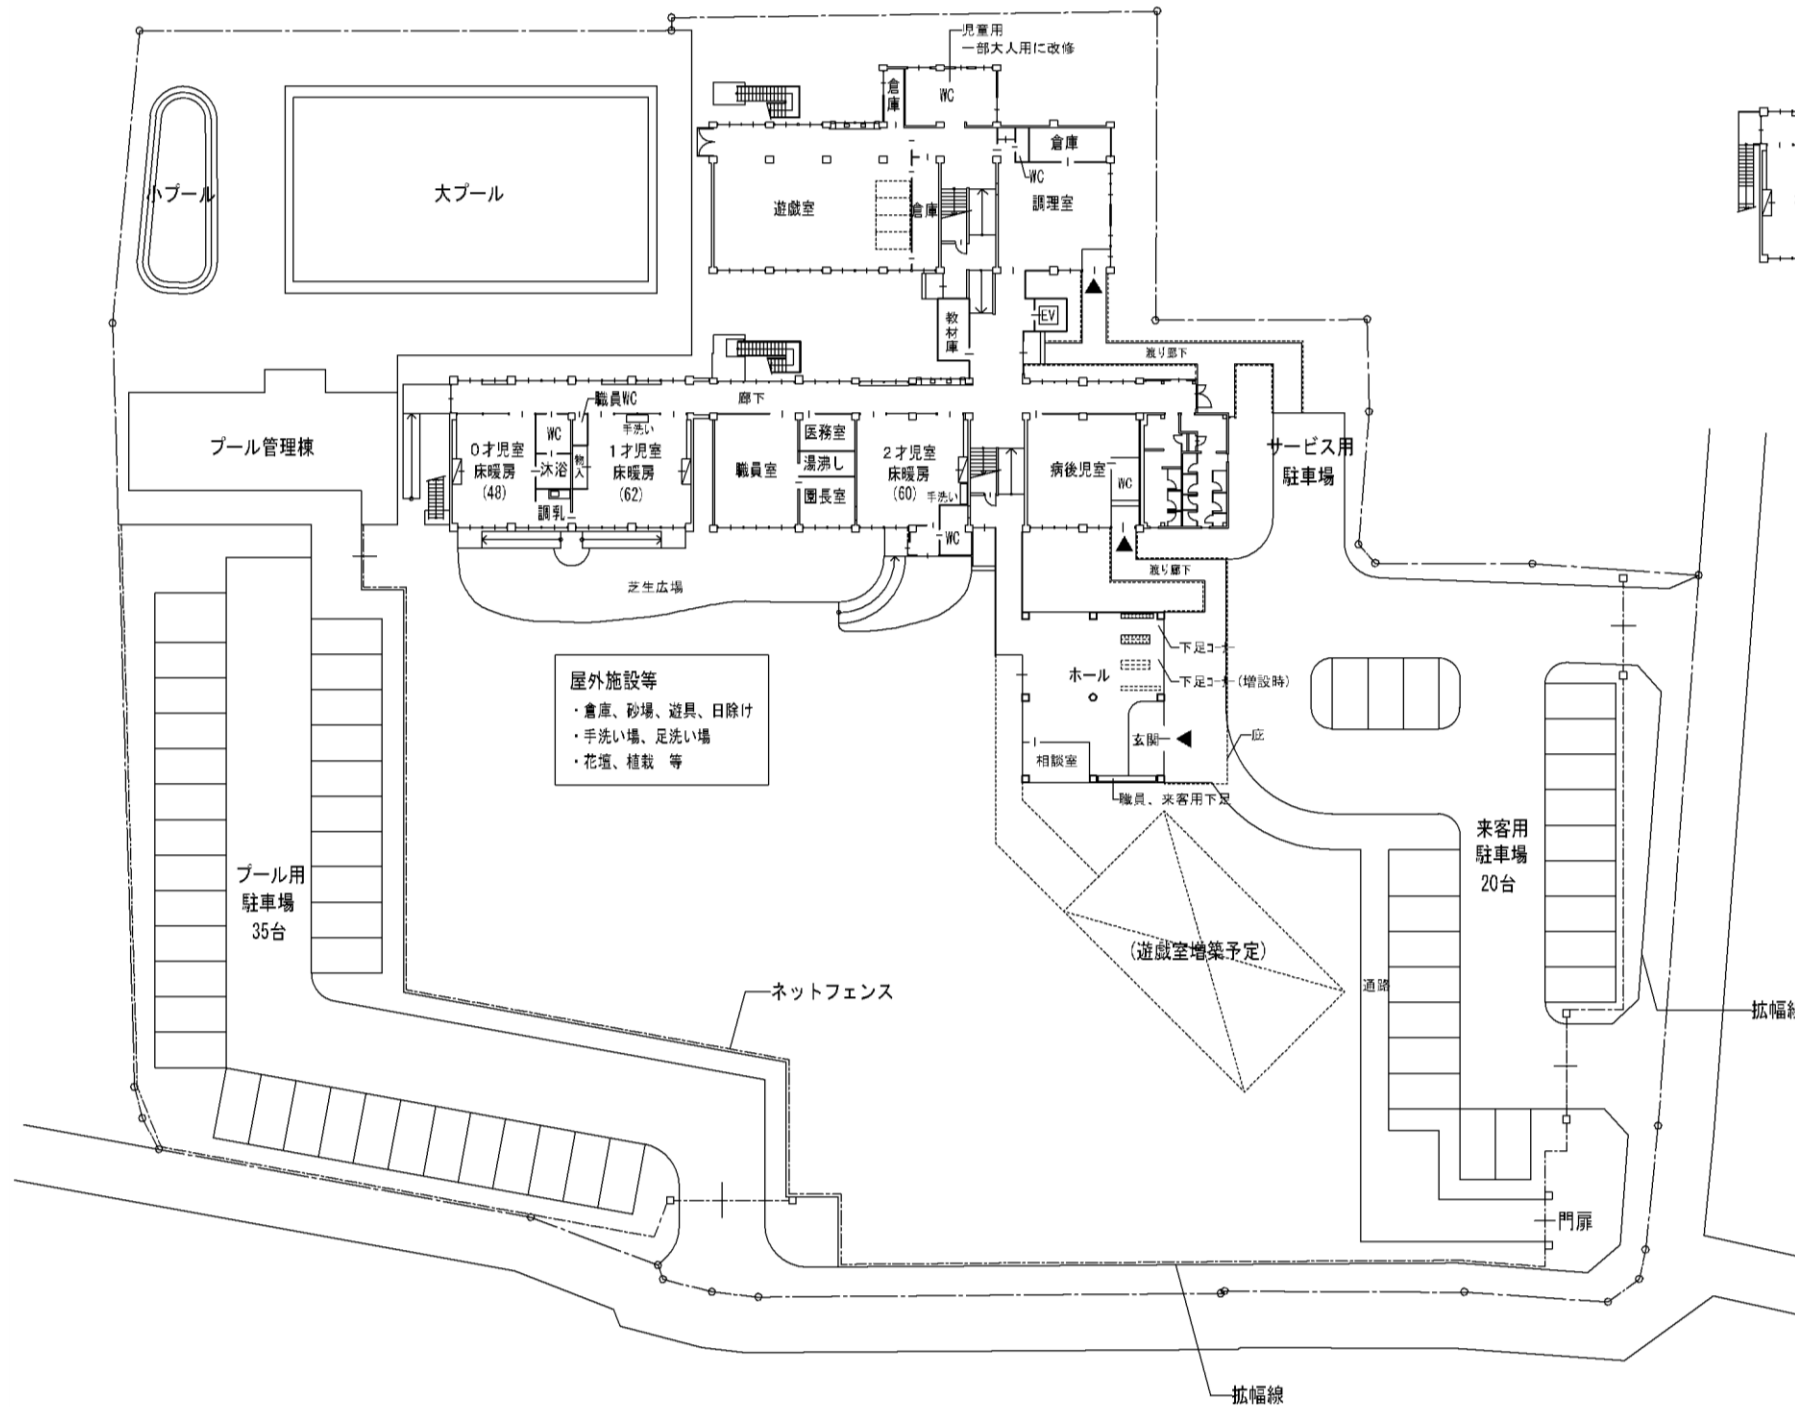 児童用
一部大人用に改修
倉庫
WC
倉庫
WC
小プール
大プール
遊戯室
倉庫
調理室
教材庫
EV
渡り廊下
職員WC
廊下
プール管理棟
手洗い
0才児室
床暖房
(48)
WC
沐浴
物入
調乳
1才児室
床暖房
(62)
職員室
医務室
湯沸し
園長室
2才児室
床暖房
(60)
手洗い
WC
病後児室
WC
サービス用
駐車場
渡り廊下
芝生広場
屋外施設等
・倉庫、砂場、遊具、日除け
・手洗い場、足洗い場
・花壇、植栽 等
ホール
下足コーナー
下足コーナー(増設時)
玄関
庇
相談室
職員、来客用下足
来客用
駐車場
20台
プール用
駐車場
35台
(遊戯室増築予定)
通路
ネットフェンス
拡幅線
門扉
拡幅線